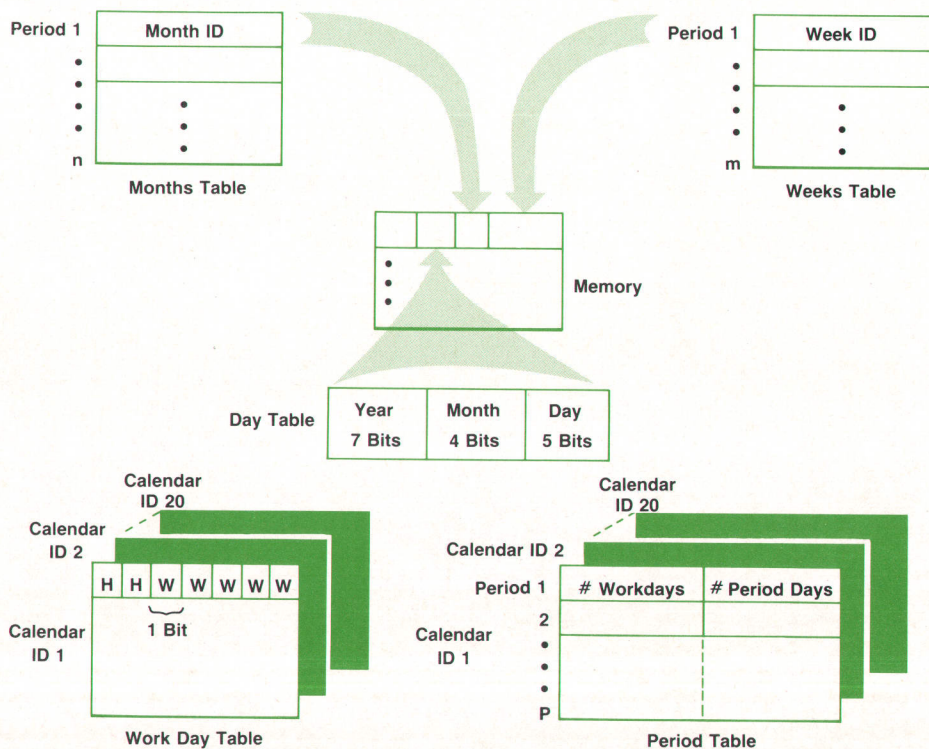 Period 1
Month ID
n
Months Table
Period 1
Week ID
m
Weeks Table
Memory
Day Table
Year
7 Bits
Month
4 Bits
Day
5 Bits
Calendar
ID 20
Calendar
ID 2
H H W W W W W
1 Bit
Calendar
ID 1
Work Day Table
Calendar
ID 20
Calendar ID 2
Period 1
# Workdays
# Period Days
2
Calendar
ID 1
P
Period Table